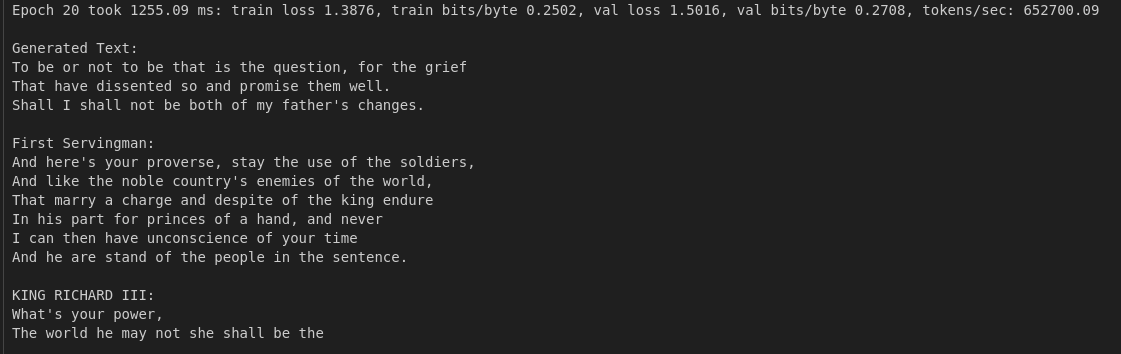 Epoch 20 took 1255.09 ms: train loss 1.3876, train bits/byte 0.2502, val loss 1.5016, val bits/byte 0.2708, tokens/sec: 652700.09
Generated Text:
To be or not to be that is the question, for the grief
That have dissented so and promise them well.
Shall I shall not be both of my father's changes.
First Servingman:
And here's your proverse, stay the use of the soldiers,
And like the noble country's enemies of the world,
That marry a charge and despite of the king endure
In his part for princes of a hand, and never
I can then have unconscience of your time
And he are stand of the people in the sentence.
KING RICHARD III:
What's your power,
The world he may not she shall be the